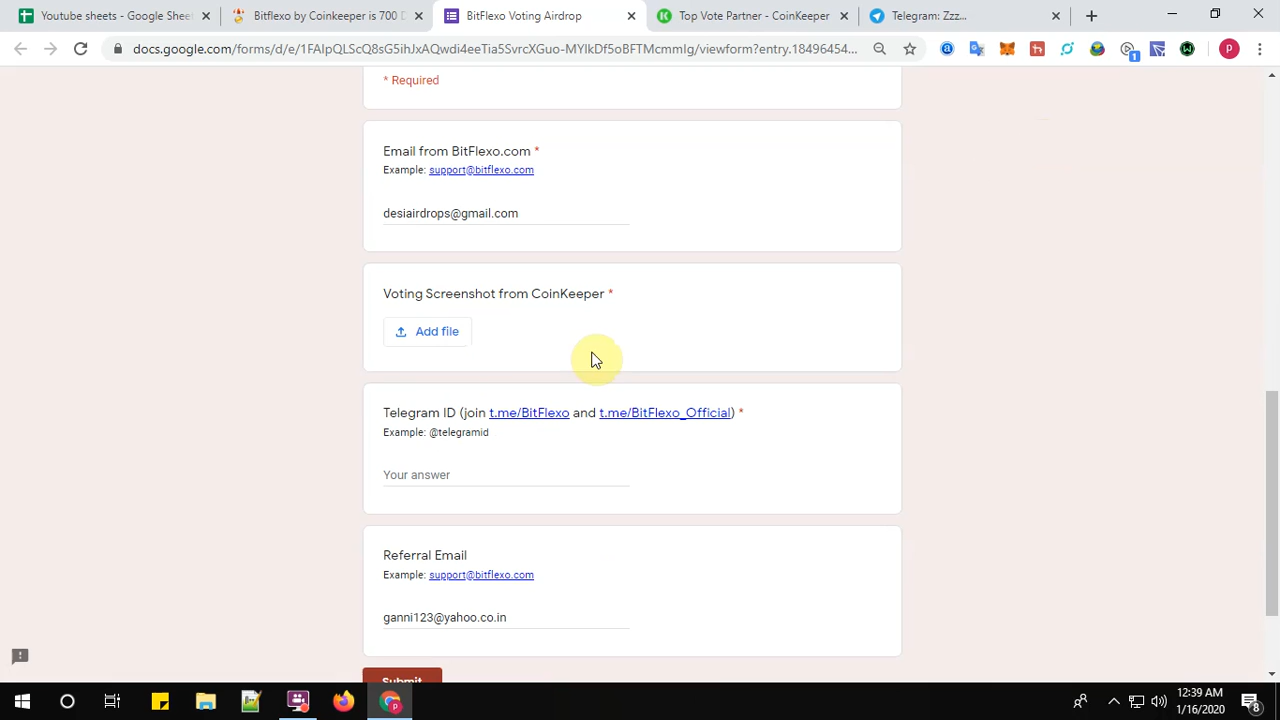 Youtube sheets - Google Shee
Bitflexo by Coinkeeper is 700
BitFlexo Voting Airdrop
Top Vote Partner - CoinKeeper
Telegram: Zzz...
docs.google.com/forms/d/e/1FAIpQLScQ8sG5ihJxAQwdi4eeTia5SvrcXGuo-MYlkDf5oBFTMcmmIg/viewform?entry.18496454...
1
p
* Required
Email from BitFlexo.com *
Example: support@bitflexo.com
desiairdrops@gmail.com
Voting Screenshot from CoinKeeper *
Add file
Telegram ID (join t.me/BitFlexo and t.me/BitFlexo_Official) *
Example: @telegramid
Your answer
Referral Email
Example: support@bitflexo.com
ganni123@yahoo.co.in
Submit
12:39 AM
1/16/2020
8